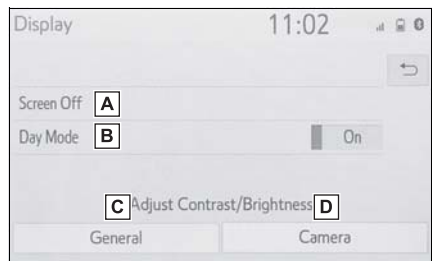 Display 11:02
Screen Off A
Day Mode B On
C Adjust Contrast/Brightness D
General Camera